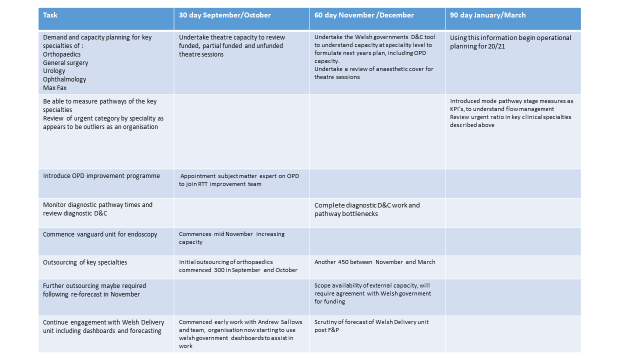 Task
30 day September/October
60 day November /December
90 day January/March
Demand and capacity planning for key
specialties of :
Orthopaedics
General surgery
Urology
Ophthalmology
Max Fax
Undertake theatre capacity to review
funded, partial funded and unfunded
theatre sessions
Undertake the Welsh governments D&C tool
to understand capacity at speciality level to
formulate next years plan, including OPD
capacity.
Undertake a review of anaesthetic cover for
theatre sessions
Using this information begin operational
planning for 20/21
Be able to measure pathways of the key
specialties
Review of urgent category by speciality as
appears to be outliers as an organisation
Introduced mode pathway stage measures as
KPI's, to understand flow management
Review urgent ratio in key clinical specialties
described above
Introduce OPD improvement programme
Appointment subject matter expert on OPD
to join RTT improvement team
Monitor diagnostic pathway times and
review diagnostic D&C
Complete diagnostic D&C work and
pathway bottlenecks
Commence vanguard unit for endoscopy
Commences mid November increasing
capacity
Outsourcing of key specialties
Initial outsourcing of orthopaedics
commenced 300 in September and October
Another 450 between November and March
Further outsourcing maybe required
following re-forecast in November
Scope availability of external capacity, will
require agreement with Welsh government
for funding
Continue engagement with Welsh Delivery
unit including dashboards and forecasting
Commenced early work with Andrew Sallows
and team, organisation now starting to use
welsh government dashboards to assist in
work
Scrutiny of forecast of Welsh Delivery unit
post F&P